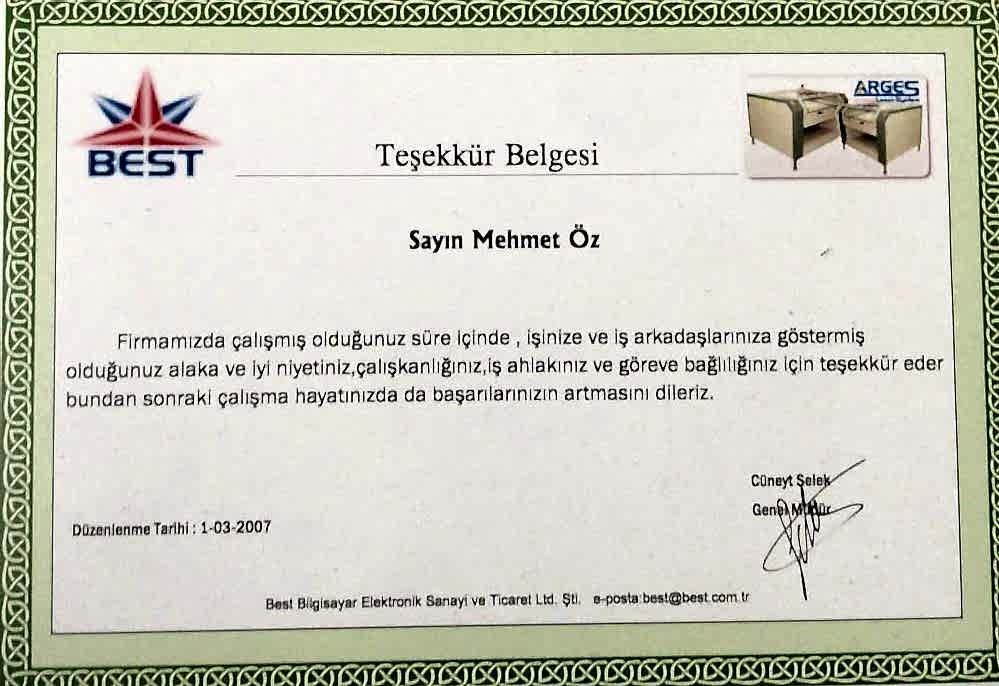 BEST
ARGES
Teşekkür Belgesi
Sayın Mehmet Öz
Firmamızda çalışmış olduğunuz süre içinde , işinize ve iş arkadaşlarınıza göstermiş
olduğunuz alaka ve iyi niyetiniz,çalışkanlığınız,iş ahlakınız ve göreve bağlılığınız için teşekkür eder
bundan sonraki çalışma hayatınızda da başarılarınızın artmasını dileriz.
Cüneyt Şelek
Genel Müdür
Düzenlenme Tarihi : 1-03-2007
Best Bilgisayar Elektronik Sanayi ve Ticaret Ltd. Şti. e-posta:best@best.com.tr